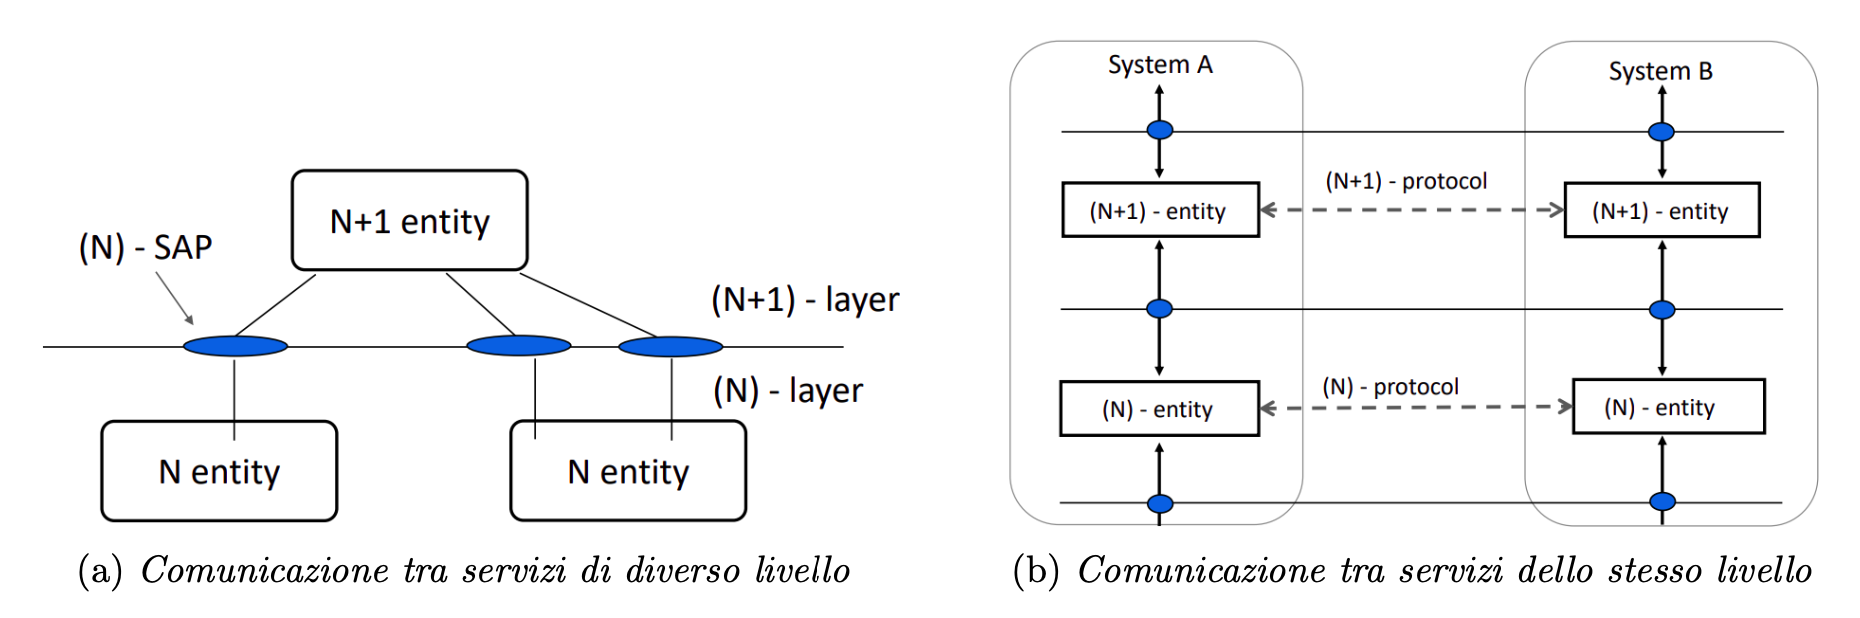 N+1 entity
(N) - SAP
(N+1) - layer
(N) - layer
N entity
N entity
(a) Comunicazione tra servizi di diverso livello
System A
System B
(N+1) - protocol
(N+1) - entity
(N+1) - entity
(N) - protocol
(N) - entity
(N) - entity
(b) Comunicazione tra servizi dello stesso livello